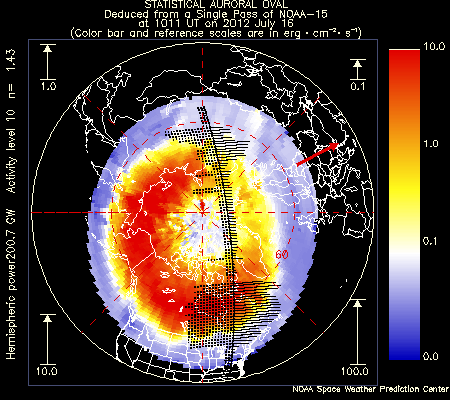 STATISTICAL AURORAL OVAL
Deduced from a Single Pass of NOAA-15
at 1011 UT on 2012 July 16
(Color bar and reference scales are in erg · cm⁻² · s⁻¹)
1.0
0.1
10.0
1.0
0.1
0.0
60
10.0
100.0
Hemispheric power 200.7 GW Activity level 10 n= 1.43
NOAA Space Weather Prediction Center